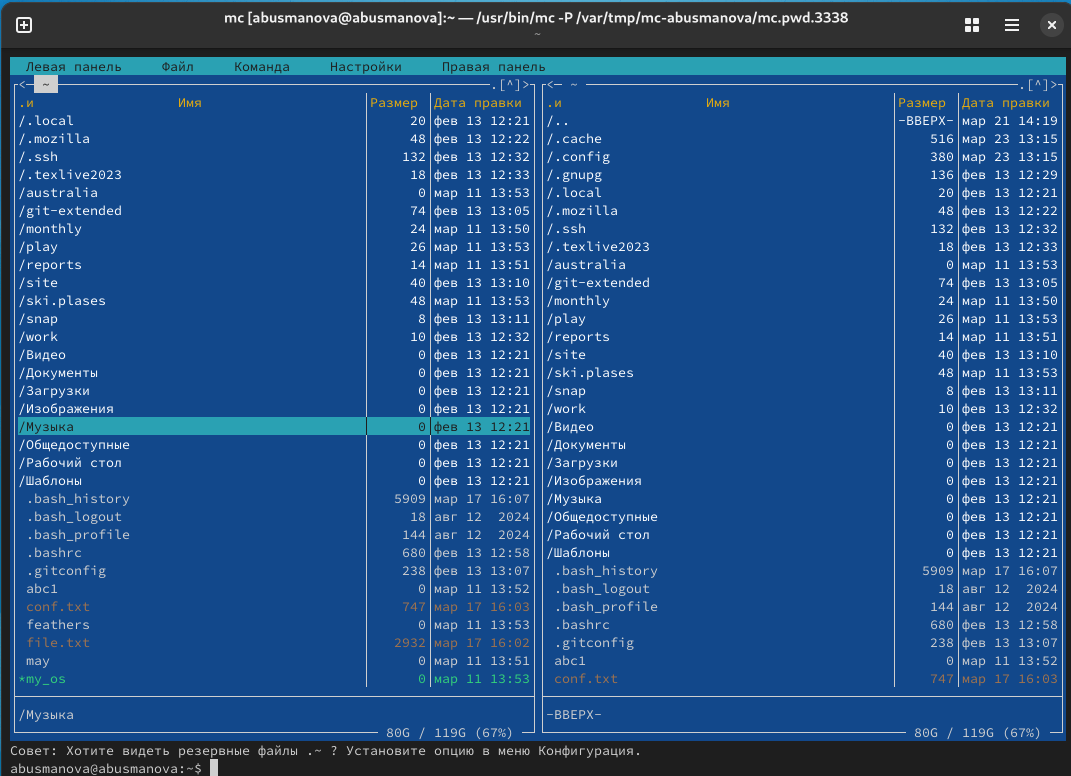 mc [abusmanova@abusmanova]:~ — /usr/bin/mc -P /var/tmp/mc-abusmanova/mc.pwd.3338
~
Левая панель Файл Команда Настройки Правая панель
<— ~ .[^]> <— ~ .[^]>
.и Имя Размер Дата правки .и Имя Размер Дата правки
/.local 20 фев 13 12:21 /.. -ВВЕРХ- мар 21 14:19
/.mozilla 48 фев 13 12:22 /.cache 516 мар 23 13:15
/.ssh 132 фев 13 12:32 /.config 380 мар 23 13:15
/.texlive2023 18 фев 13 12:33 /.gnupg 136 фев 13 12:29
/australia 0 мар 11 13:53 /.local 20 фев 13 12:21
/git-extended 74 фев 13 13:05 /.mozilla 48 фев 13 12:22
/monthly 24 мар 11 13:50 /.ssh 132 фев 13 12:32
/play 26 мар 11 13:53 /.texlive2023 18 фев 13 12:33
/reports 14 мар 11 13:51 /australia 0 мар 11 13:53
/site 40 фев 13 13:10 /git-extended 74 фев 13 13:05
/ski.plases 48 мар 11 13:53 /monthly 24 мар 11 13:50
/snap 8 фев 13 13:11 /play 26 мар 11 13:53
/work 10 фев 13 12:32 /reports 14 мар 11 13:51
/Видео 0 фев 13 12:21 /site 40 фев 13 13:10
/Документы 0 фев 13 12:21 /ski.plases 48 мар 11 13:53
/Загрузки 0 фев 13 12:21 /snap 8 фев 13 13:11
/Изображения 0 фев 13 12:21 /work 10 фев 13 12:32
/Музыка 0 фев 13 12:21 /Видео 0 фев 13 12:21
/Общедоступные 0 фев 13 12:21 /Документы 0 фев 13 12:21
/Рабочий стол 0 фев 13 12:21 /Загрузки 0 фев 13 12:21
/Шаблоны 0 фев 13 12:21 /Изображения 0 фев 13 12:21
.bash_history 5909 мар 17 16:07 /Музыка 0 фев 13 12:21
.bash_logout 18 авг 12 2024 /Общедоступные 0 фев 13 12:21
.bash_profile 144 авг 12 2024 /Рабочий стол 0 фев 13 12:21
.bashrc 680 фев 13 12:58 /Шаблоны 0 фев 13 12:21
.gitconfig 238 фев 13 13:07 .bash_history 5909 мар 17 16:07
abc1 0 мар 11 13:52 .bash_logout 18 авг 12 2024
conf.txt 747 мар 17 16:03 .bash_profile 144 авг 12 2024
feathers 0 мар 11 13:53 .bashrc 680 фев 13 12:58
file.txt 2932 мар 17 16:02 .gitconfig 238 фев 13 13:07
may 0 мар 11 13:51 abc1 0 мар 11 13:52
*my_os 0 мар 11 13:53 conf.txt 747 мар 17 16:03
/Музыка -ВВЕРХ-
80G / 119G (67%) 80G / 119G (67%)
Совет: Хотите видеть резервные файлы .~ ? Установите опцию в меню Конфигурация.
abusmanova@abusmanova:~$